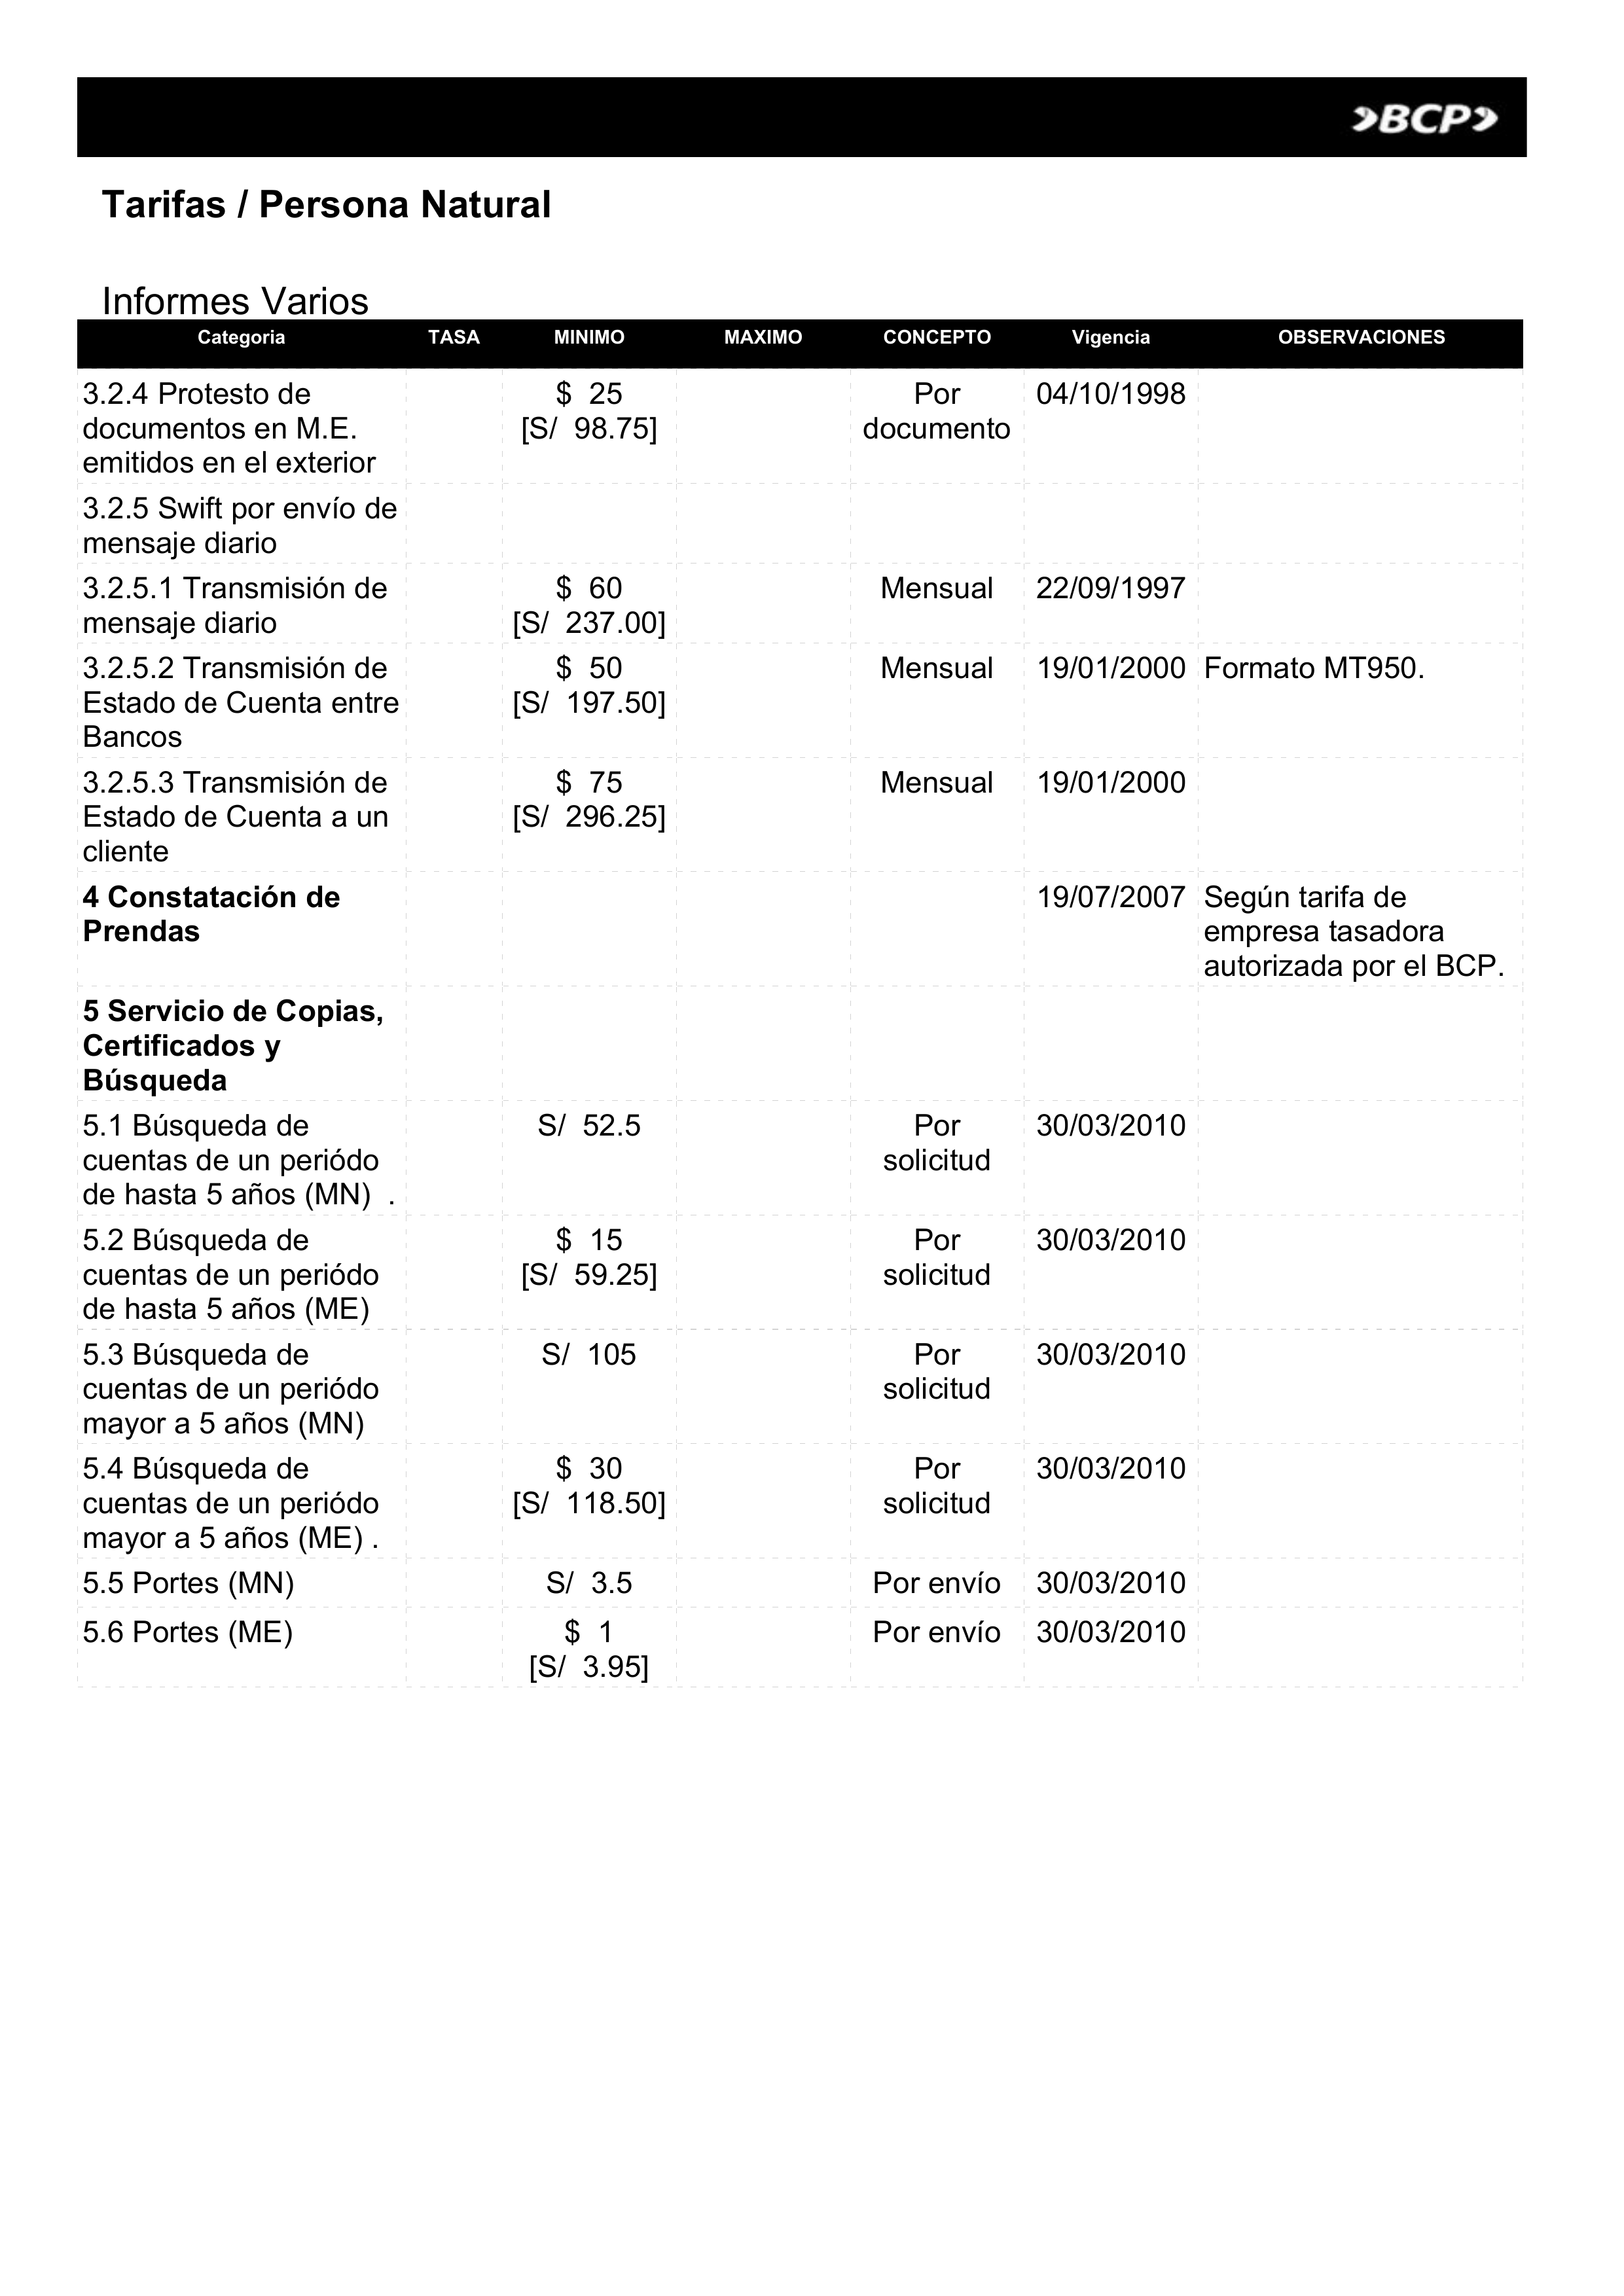 BCP
Tarifas / Persona Natural
Informes Varios
Categoria TASA MINIMO MAXIMO CONCEPTO Vigencia OBSERVACIONES
3.2.4 Protesto de $ 25 Por 04/10/1998
documentos en M.E. [S/ 98.75] documento
emitidos en el exterior
3.2.5 Swift por envío de
mensaje diario
3.2.5.1 Transmisión de $ 60 Mensual 22/09/1997
mensaje diario [S/ 237.00]
3.2.5.2 Transmisión de $ 50 Mensual 19/01/2000 Formato MT950.
Estado de Cuenta entre [S/ 197.50]
Bancos
3.2.5.3 Transmisión de $ 75 Mensual 19/01/2000
Estado de Cuenta a un [S/ 296.25]
cliente
4 Constatación de 19/07/2007 Según tarifa de
Prendas empresa tasadora
autorizada por el BCP.
5 Servicio de Copias,
Certificados y
Búsqueda
5.1 Búsqueda de S/ 52.5 Por 30/03/2010
cuentas de un periódo solicitud
de hasta 5 años (MN) .
5.2 Búsqueda de $ 15 Por 30/03/2010
cuentas de un periódo [S/ 59.25] solicitud
de hasta 5 años (ME)
5.3 Búsqueda de S/ 105 Por 30/03/2010
cuentas de un periódo solicitud
mayor a 5 años (MN)
5.4 Búsqueda de $ 30 Por 30/03/2010
cuentas de un periódo [S/ 118.50] solicitud
mayor a 5 años (ME) .
5.5 Portes (MN) S/ 3.5 Por envío 30/03/2010
5.6 Portes (ME) $ 1 Por envío 30/03/2010
[S/ 3.95]